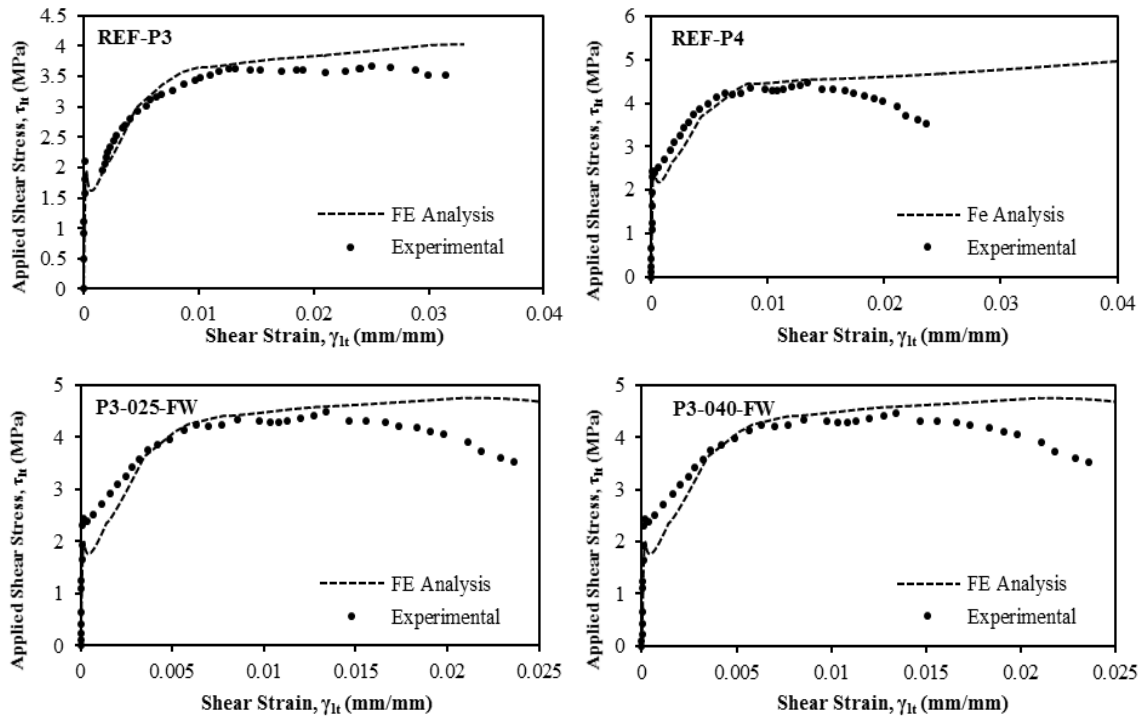 REF-P3
Applied Shear Stress, τlt (MPa)
4.5
4
3.5
3
2.5
2
1.5
1
0.5
0
FE Analysis
Experimental
0 0.01 0.02 0.03 0.04
Shear Strain, γlt (mm/mm)
REF-P4
Applied Shear Stress, τlt (MPa)
6
5
4
3
2
1
0
Fe Analysis
Experimental
0 0.01 0.02 0.03 0.04
Shear Strain, γlt (mm/mm)
P3-025-FW
Applied Shear Stress, τlt (MPa)
5
4
3
2
1
0
FE Analysis
Experimental
0 0.005 0.01 0.015 0.02 0.025
Shear Strain, γlt (mm/mm)
P3-040-FW
Applied Shear Stress, τlt (MPa)
5
4
3
2
1
0
FE Analysis
Experimental
0 0.005 0.01 0.015 0.02 0.025
Shear Strain, γlt (mm/mm)